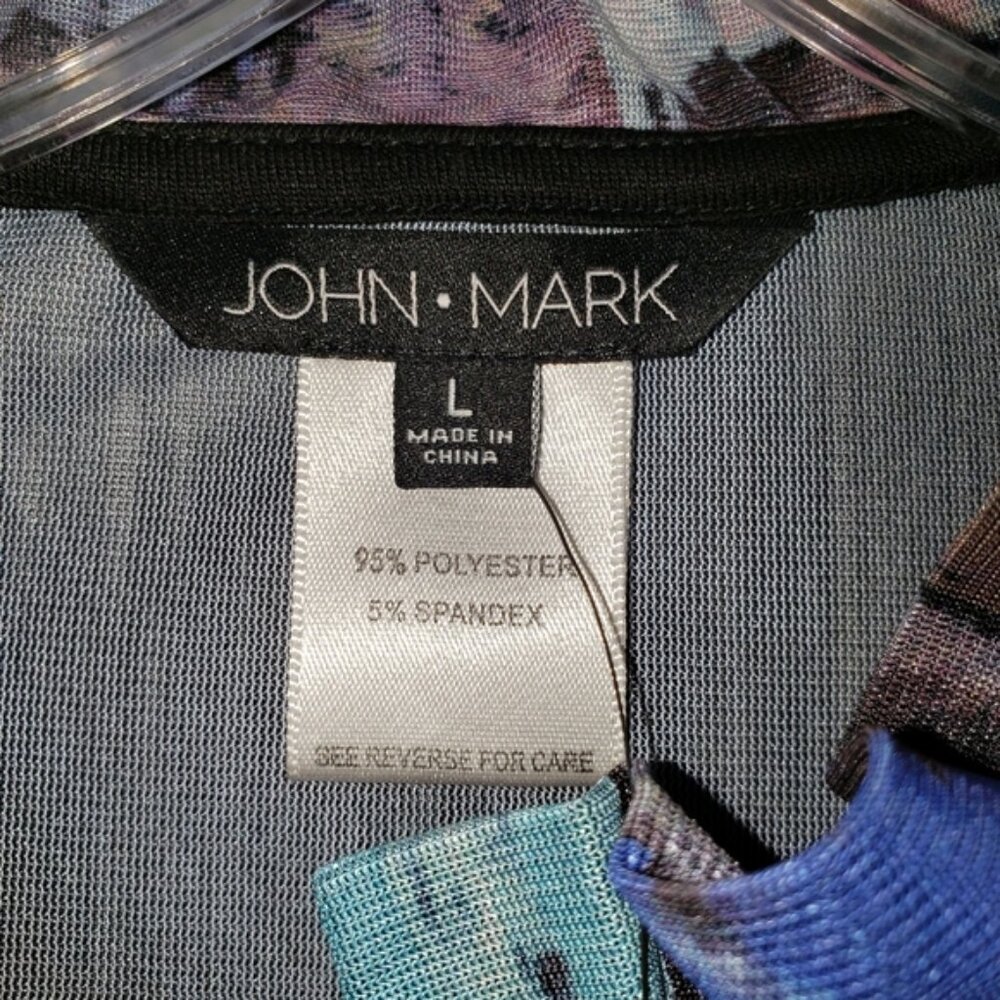 JOHN • MARK
L
MADE IN
CHINA
95% POLYESTER
5% SPANDEX
SEE REVERSE FOR CARE